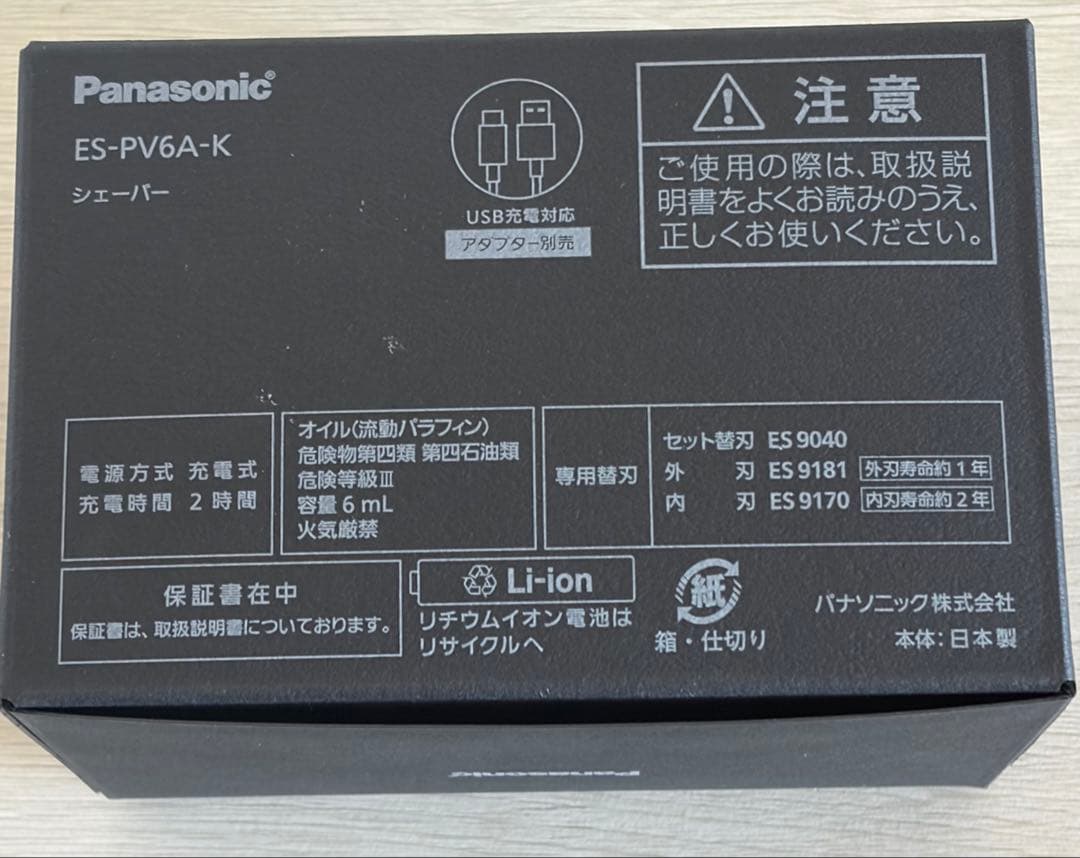 Panasonic®
ES-PV6A-K
シェーバー
USB充電対応
アダプター別売
注意
ご使用の際は、取扱説
明書をよくお読みのうえ、
正しくお使いください。
電源方式 充電式
充電時間 2時間
オイル(流動パラフィン)
危険物第四類 第四石油類
危険等級Ⅲ
容量6mL
火気厳禁
専用替刃
セット替刃 ES9040
外刃 ES9181 外刃寿命約1年
内刃 ES9170 内刃寿命約2年
保証書在中
保証書は、取扱説明書についております。
Li-ion
リチウムイオン電池は
リサイクルへ
紙
箱・仕切り
パナソニック株式会社
本体:日本製
Panasonic